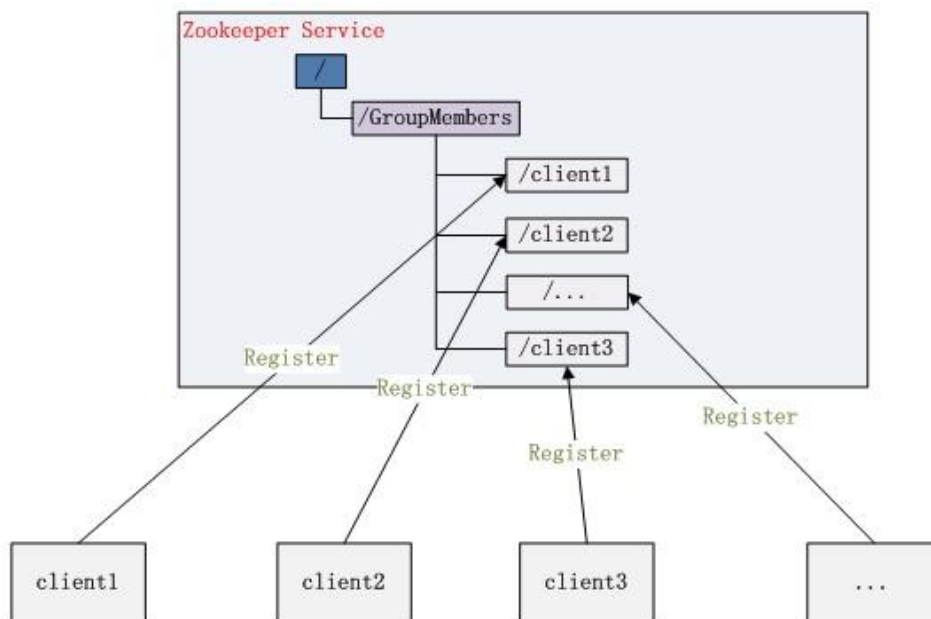 Zookeeper Service
/
/GroupMembers
/client1
/client2
/...
/client3
Register
Register
Register
Register
client1
client2
client3
...